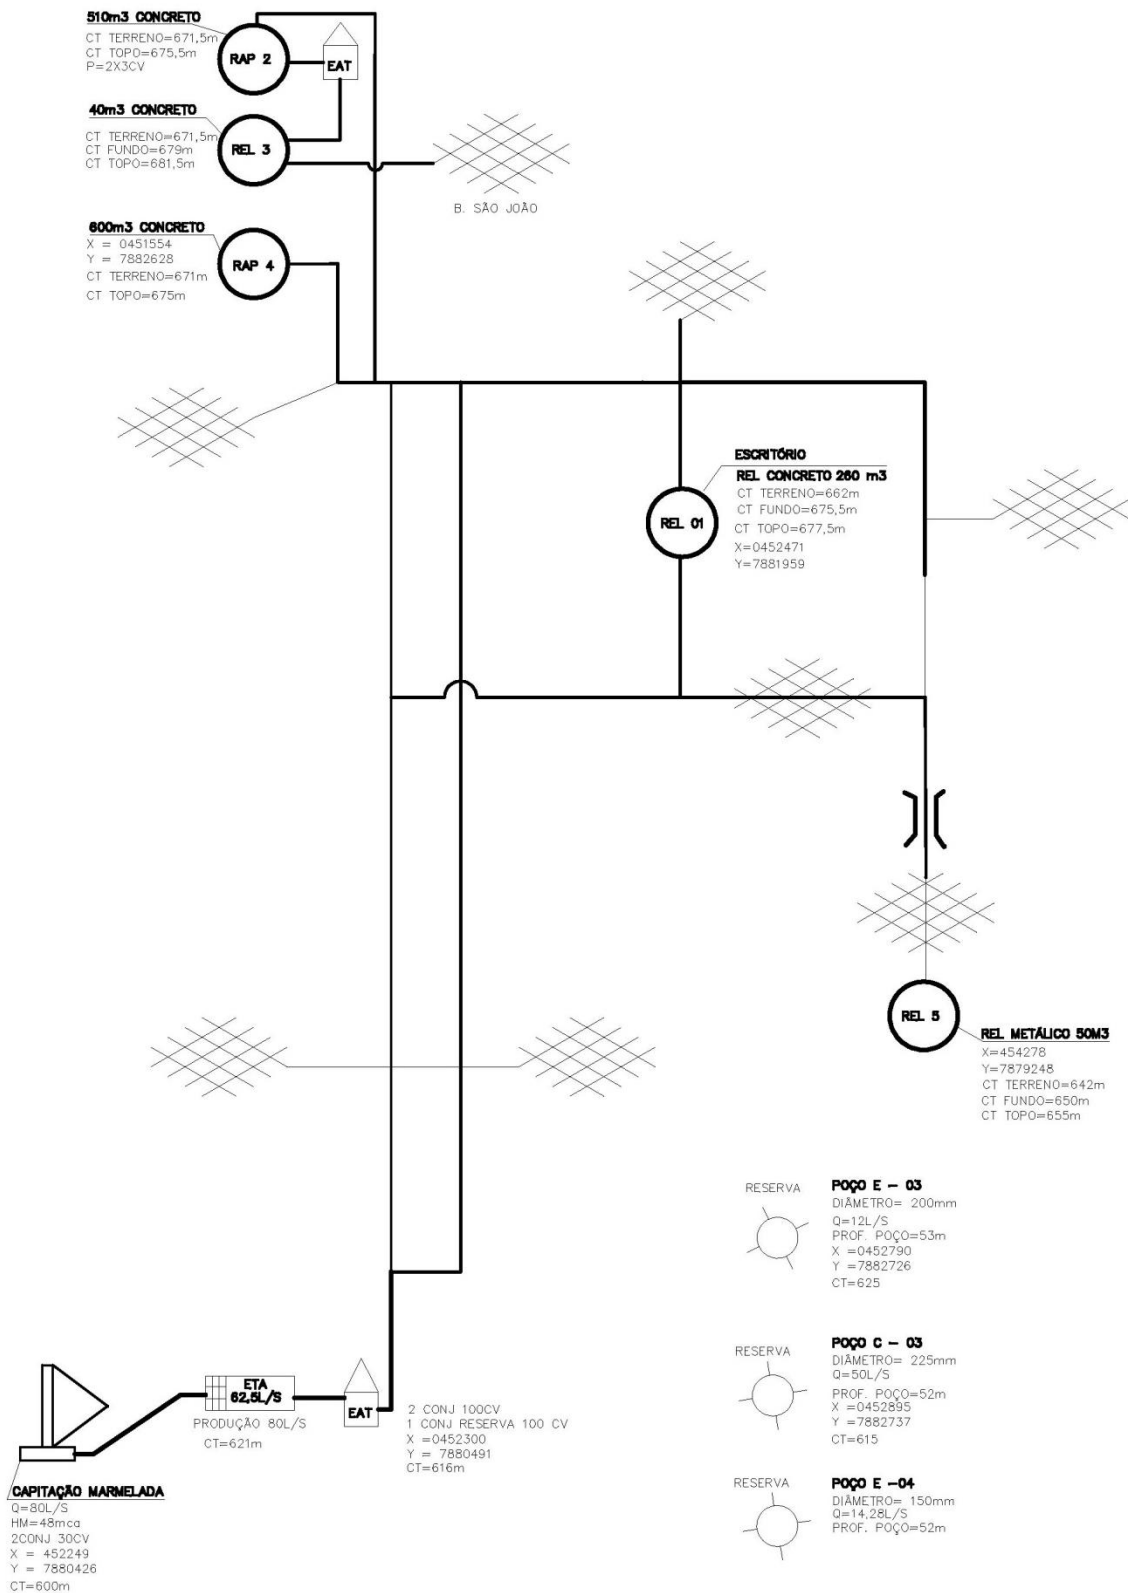 510m3 CONCRETO
CT TERRENO=671,5m
CT TOPO=675,5m
P=2X3CV
RAP 2
EAT
40m3 CONCRETO
CT TERRENO=671,5m
CT FUNDO=679m
CT TOPO=681,5m
REL 3
B. SÃO JOÃO
600m3 CONCRETO
X = 0451554
Y = 7882628
CT TERRENO=671m
CT TOPO=675m
RAP 4
ESCRITÓRIO
REL CONCRETO 260 m3
CT TERRENO=662m
CT FUNDO=675,5m
CT TOPO=677,5m
X=0452471
Y=7881959
REL 01
REL 5
REL METÁLICO 50M3
X=454278
Y=7879248
CT TERRENO=642m
CT FUNDO=650m
CT TOPO=655m
RESERVA
POÇO E - 03
DIÂMETRO= 200mm
Q=12L/S
PROF. POÇO=53m
X =0452790
Y =7882726
CT=625
RESERVA
POÇO C - 03
DIÂMETRO= 225mm
Q=50L/S
PROF. POÇO=52m
X =0452895
Y =7882737
CT=615
RESERVA
POÇO E -04
DIÂMETRO= 150mm
Q=14,28L/S
PROF. POÇO=52m
ETA
62,5L/S
PRODUÇÃO 80L/S
CT=621m
EAT
2 CONJ 100CV
1 CONJ RESERVA 100 CV
X =0452300
Y = 7880491
CT=616m
CAPITAÇÃO MARMELADA
Q=80L/S
HM=48mca
2CONJ 30CV
X = 452249
Y = 7880426
CT=600m